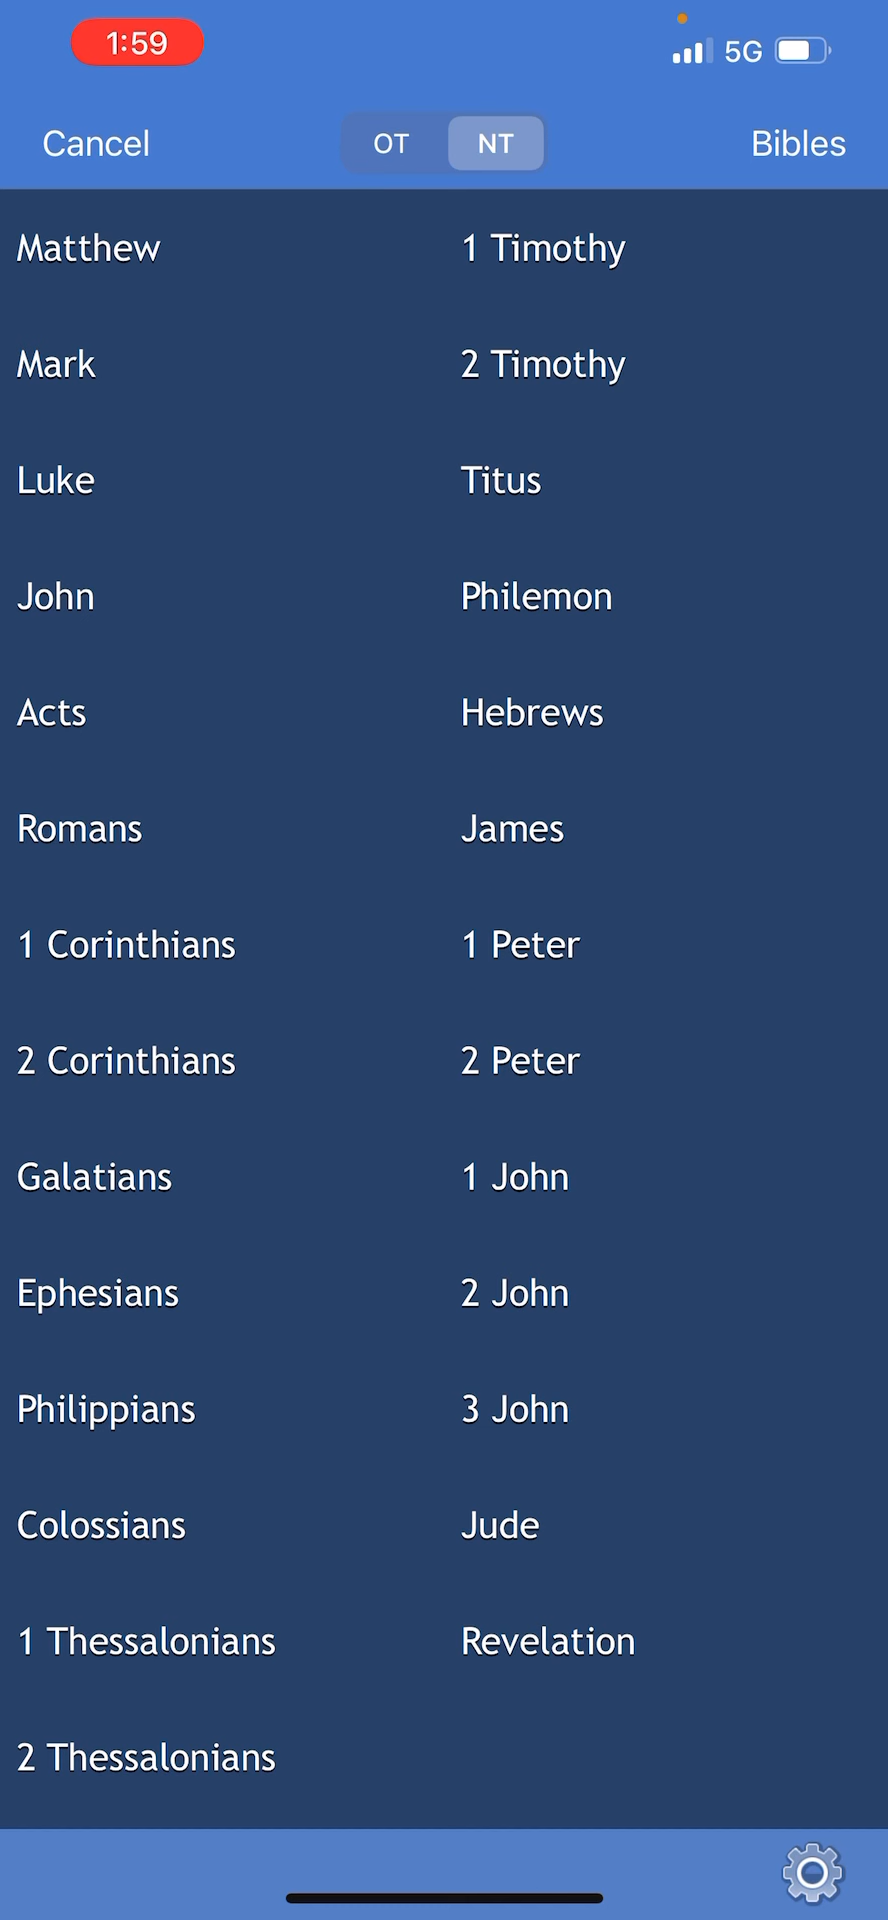 1:59
5G
Cancel
OT
NT
Bibles
Matthew
1 Timothy
Mark
2 Timothy
Luke
Titus
John
Philemon
Acts
Hebrews
Romans
James
1 Corinthians
1 Peter
2 Corinthians
2 Peter
Galatians
1 John
Ephesians
2 John
Philippians
3 John
Colossians
Jude
1 Thessalonians
Revelation
2 Thessalonians